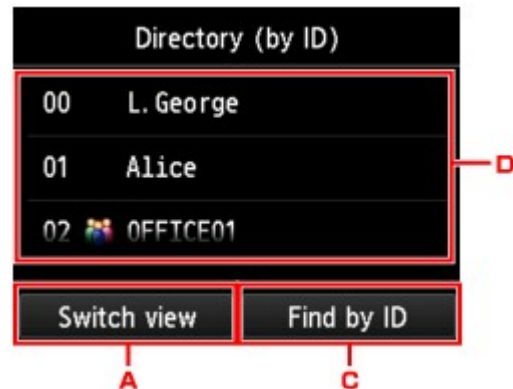 Directory (by ID)
00 L. George
01 Alice
02 OFFICE01
D
Switch view Find by ID
A C